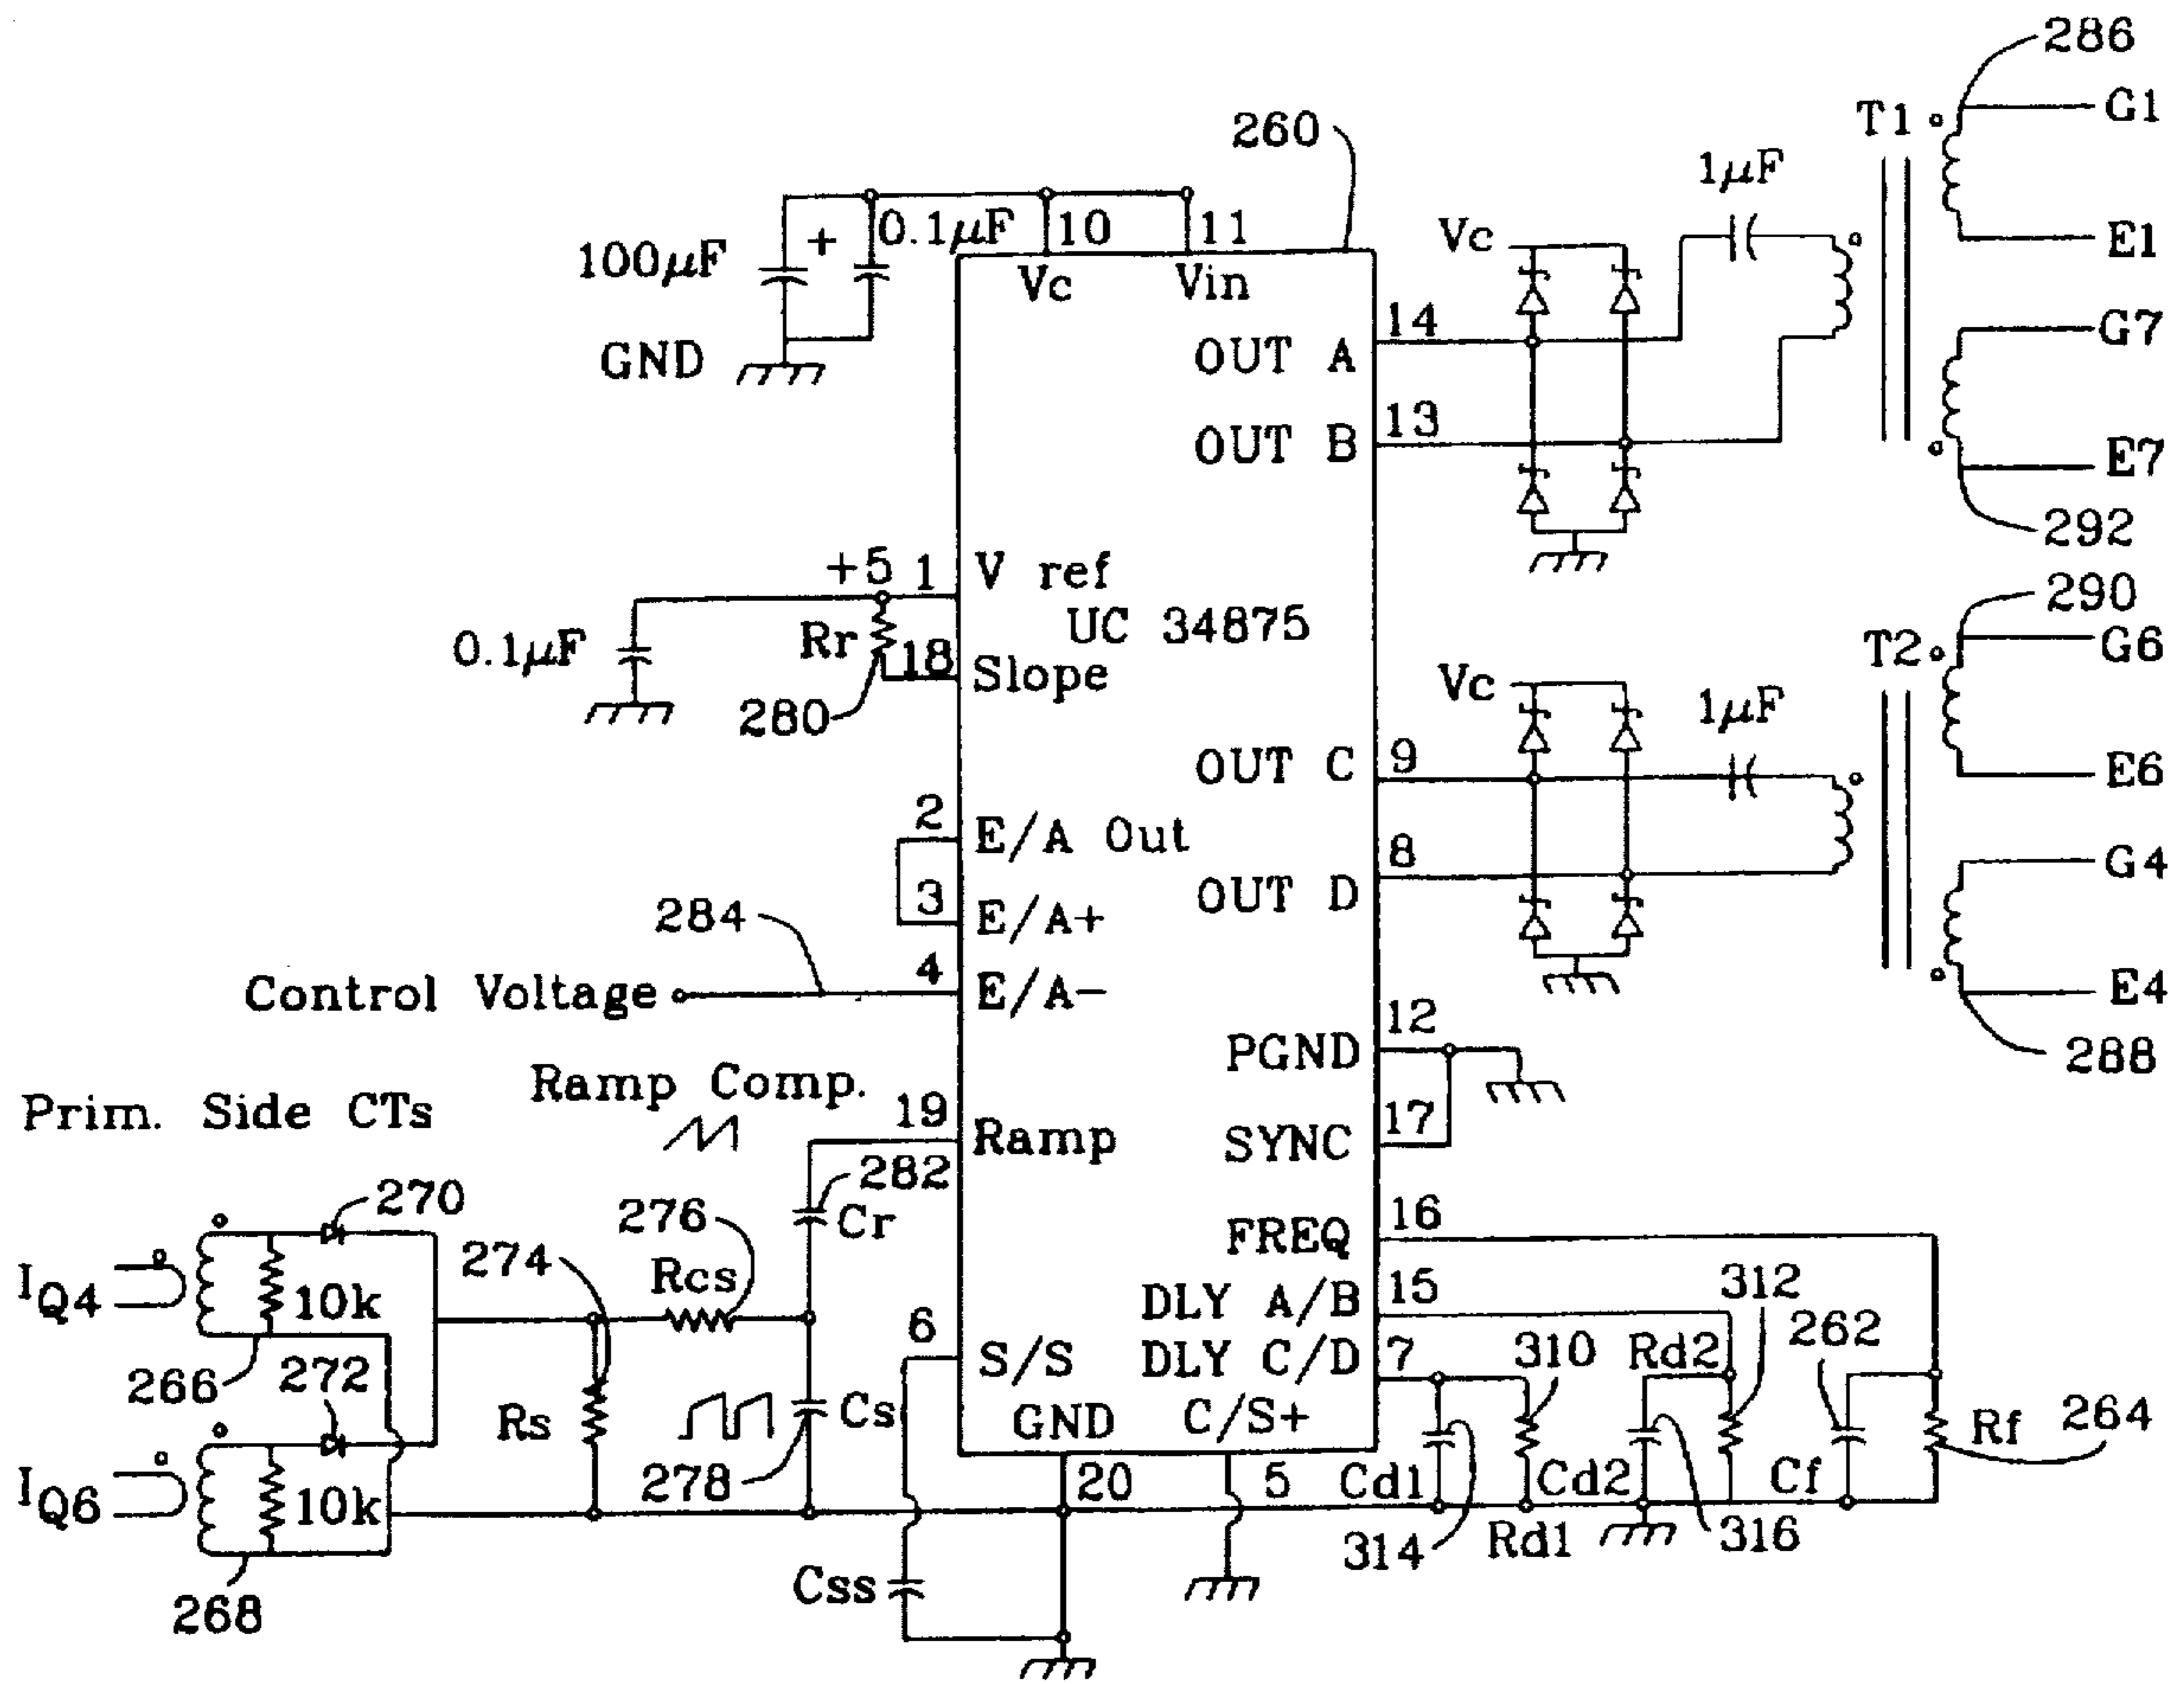 286
G1
T1
260
1µF
E1
0.1µF
10
11
Vc
100µF
+
Vc
Vin
G7
14
GND
OUT A
13
OUT B
E7
292
+5
1
V ref
290
UC 34875
G6
0.1µF
Rr
18
T2
Slope
Vc
280
1µF
OUT C
9
E6
2
E/A Out
8
G4
3
OUT D
284
E/A+
4
Control Voltage
E/A-
E4
12
PGND
288
Ramp Comp.
Prim. Side CTs
19
17
Ramp
SYNC
282
270
276
Cr
16
FREQ
274
Rcs
IQ4
10k
15
312
DLY A/B
262
6
7
310
Rd2
S/S
DLY C/D
266
272
Rs
Cs
GND
C/S+
Rf
264
278
20
5
Cd1
Cd2
Cf
IQ6
10k
314
Rd1
316
Css
268